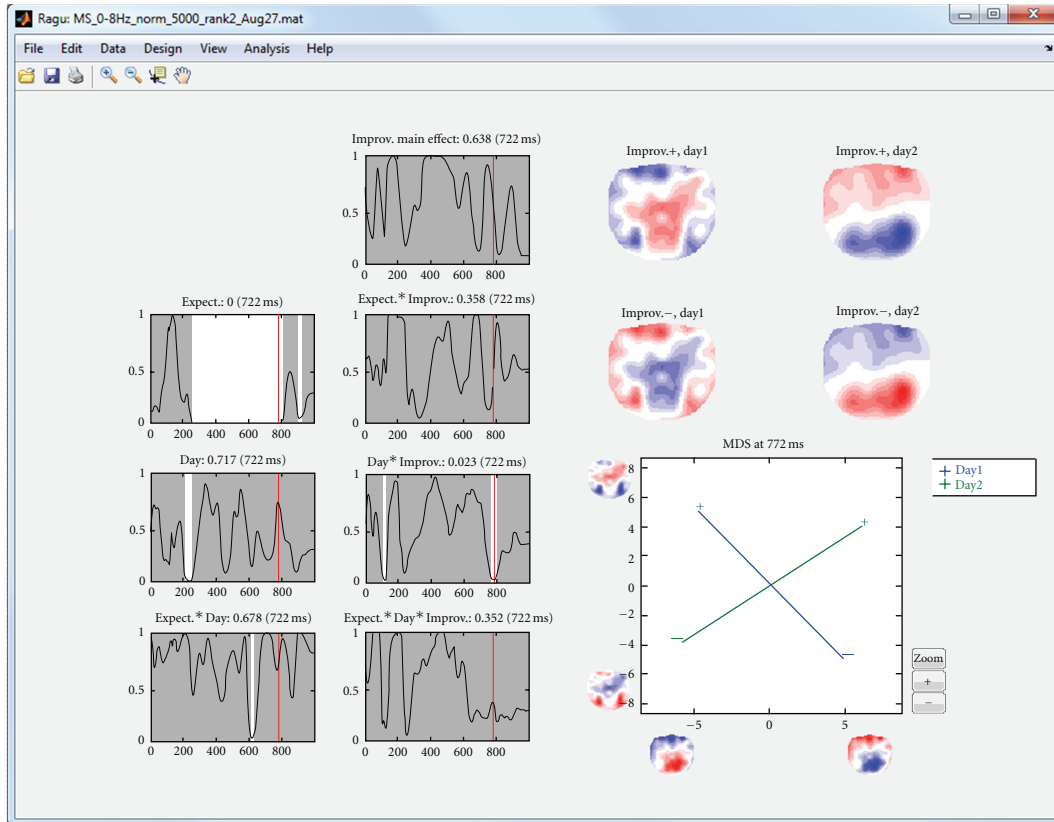 Ragu: MS_0-8Hz_norm_5000_rank2_Aug27.mat
File Edit Data Design View Analysis Help
Improv. main effect: 0.638 (722 ms)
1
0.5
0
0 200 400 600 800
Improv.+, day1
Improv.+, day2
Expect.: 0 (722 ms)
1
0.5
0
0 200 400 600 800
Expect.* Improv.: 0.358 (722 ms)
1
0.5
0
0 200 400 600 800
Improv.−, day1
Improv.−, day2
Day: 0.717 (722 ms)
1
0.5
0
0 200 400 600 800
Day* Improv.: 0.023 (722 ms)
1
0.5
0
0 200 400 600 800
Expect.* Day: 0.678 (722 ms)
1
0.5
0
0 200 400 600 800
Expect.* Day* Improv.: 0.352 (722 ms)
1
0.5
0
0 200 400 600 800
MDS at 772 ms
8
6
4
2
0
−2
−4
−6
−8
−5 0 5
+ Day1
+ Day2
+
+
−
−
Zoom
+
−